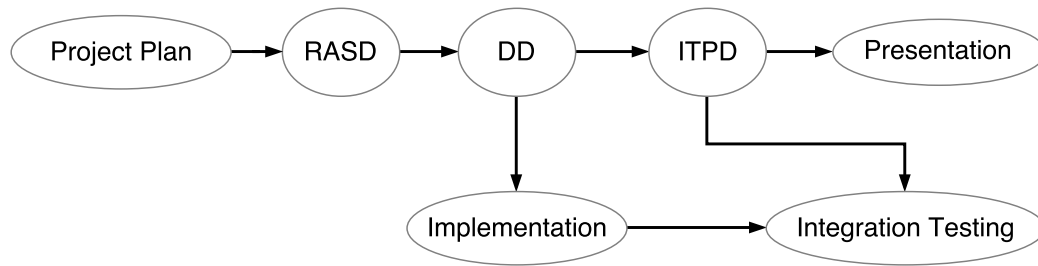 Project Plan
RASD
DD
ITPD
Presentation
Implementation
Integration Testing